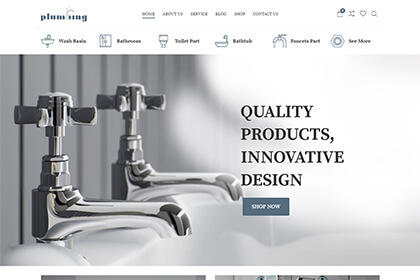 plumbing
HOME ABOUT US SERVICE BLOG SHOP CONTACT US
Wash Basin Bathroom Toilet Part Bathtub Faucets Part See More
QUALITY
PRODUCTS,
INNOVATIVE
DESIGN
SHOP NOW